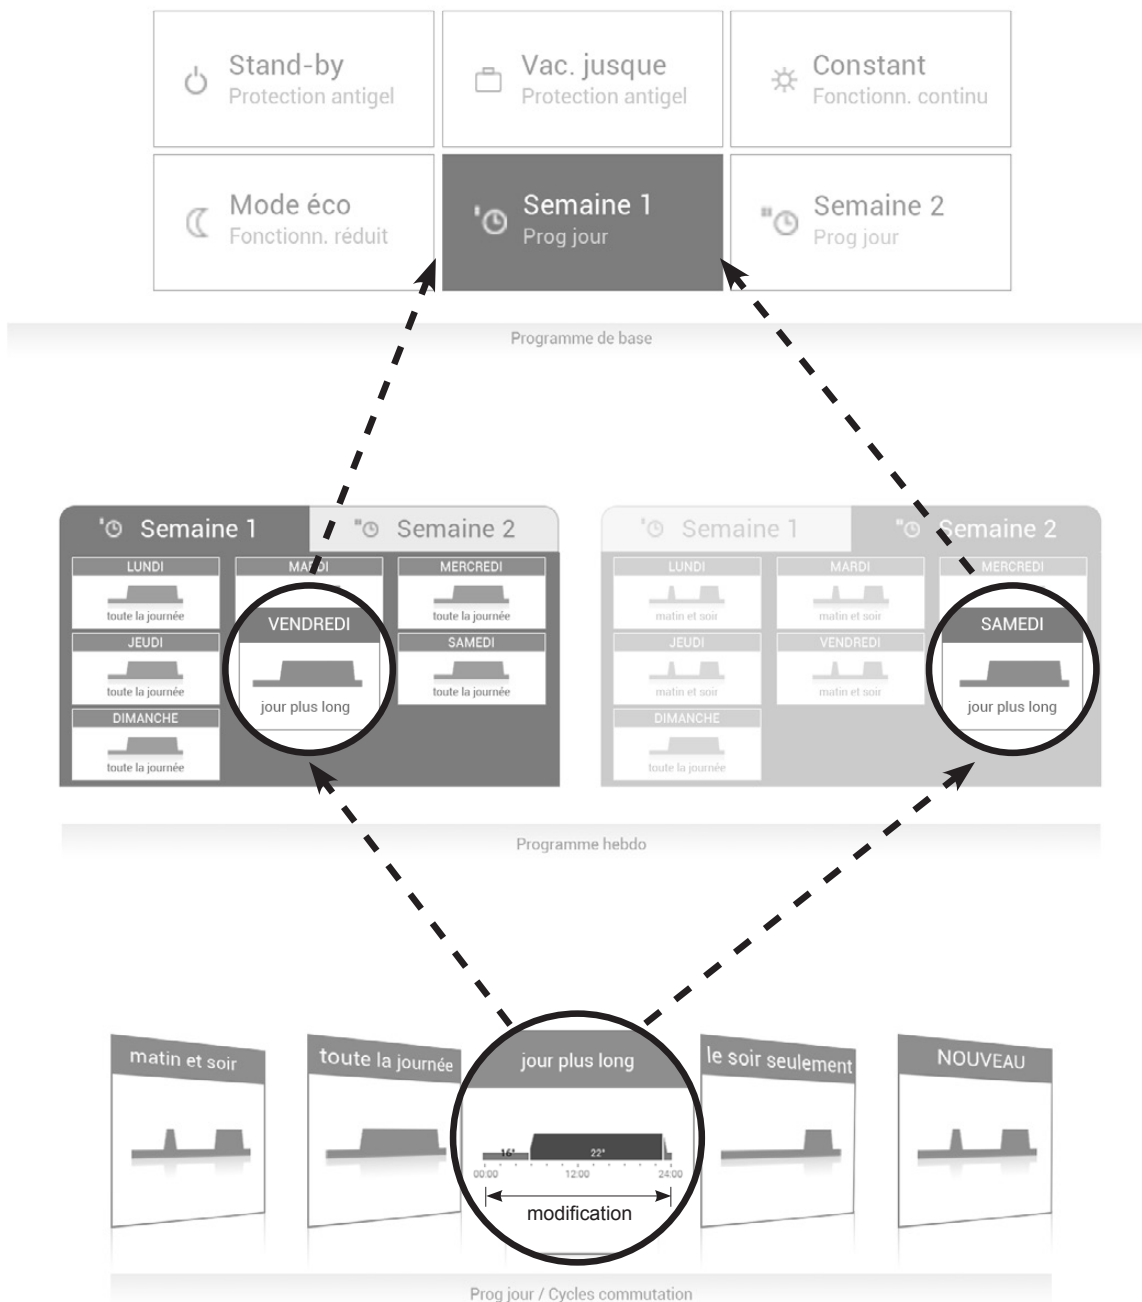 Stand-by
Protection antigel
Vac. jusque
Protection antigel
Constant
Fonctionn. continu
Mode éco
Fonctionn. réduit
Semaine 1
Prog jour
Semaine 2
Prog jour
Programme de base
Semaine 1
Semaine 2
LUNDI
toute la journée
MARDI
MERCREDI
toute la journée
JEUDI
toute la journée
VENDREDI
jour plus long
SAMEDI
toute la journée
DIMANCHE
toute la journée
Semaine 1
Semaine 2
LUNDI
matin et soir
MARDI
matin et soir
MERCREDI
JEUDI
matin et soir
VENDREDI
matin et soir
SAMEDI
jour plus long
DIMANCHE
toute la journée
Programme hebdo
matin et soir
toute la journée
jour plus long
16°
22°
00:00
12:00
24:00
modification
le soir seulement
NOUVEAU
Prog jour / Cycles commutation